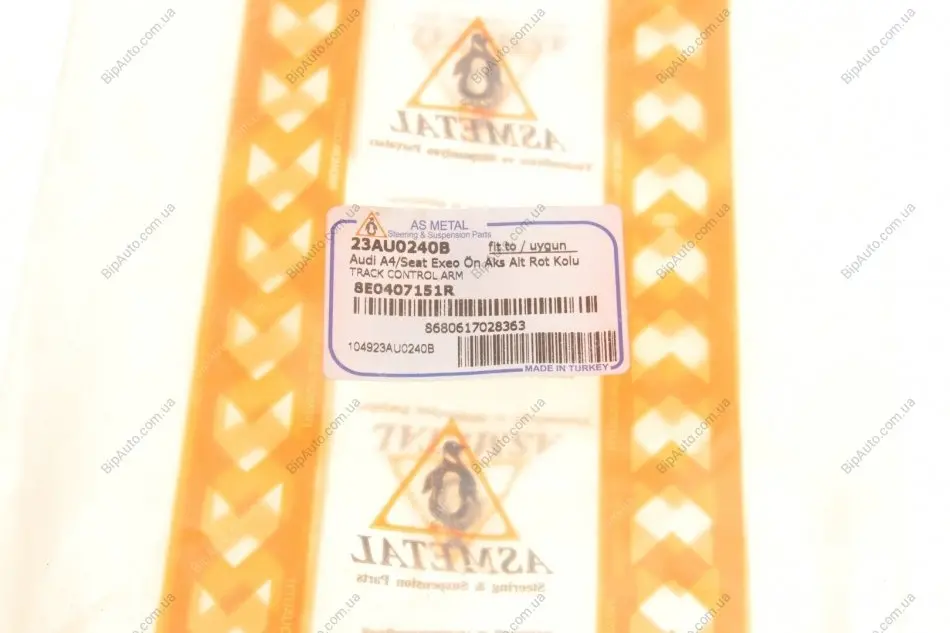 ASMETAL
AS METAL
Steering & Suspension Parts
23AU0240B fit to / uygun
Audi A4/Seat Exeo Ön Aks Alt Rot Kolu
TRACK CONTROL ARM
8E0407151R
8680617028363
104923AU0240B
MADE IN TURKEY
ASMETAL
Steering & Suspension Parts
BipAuto.com.ua